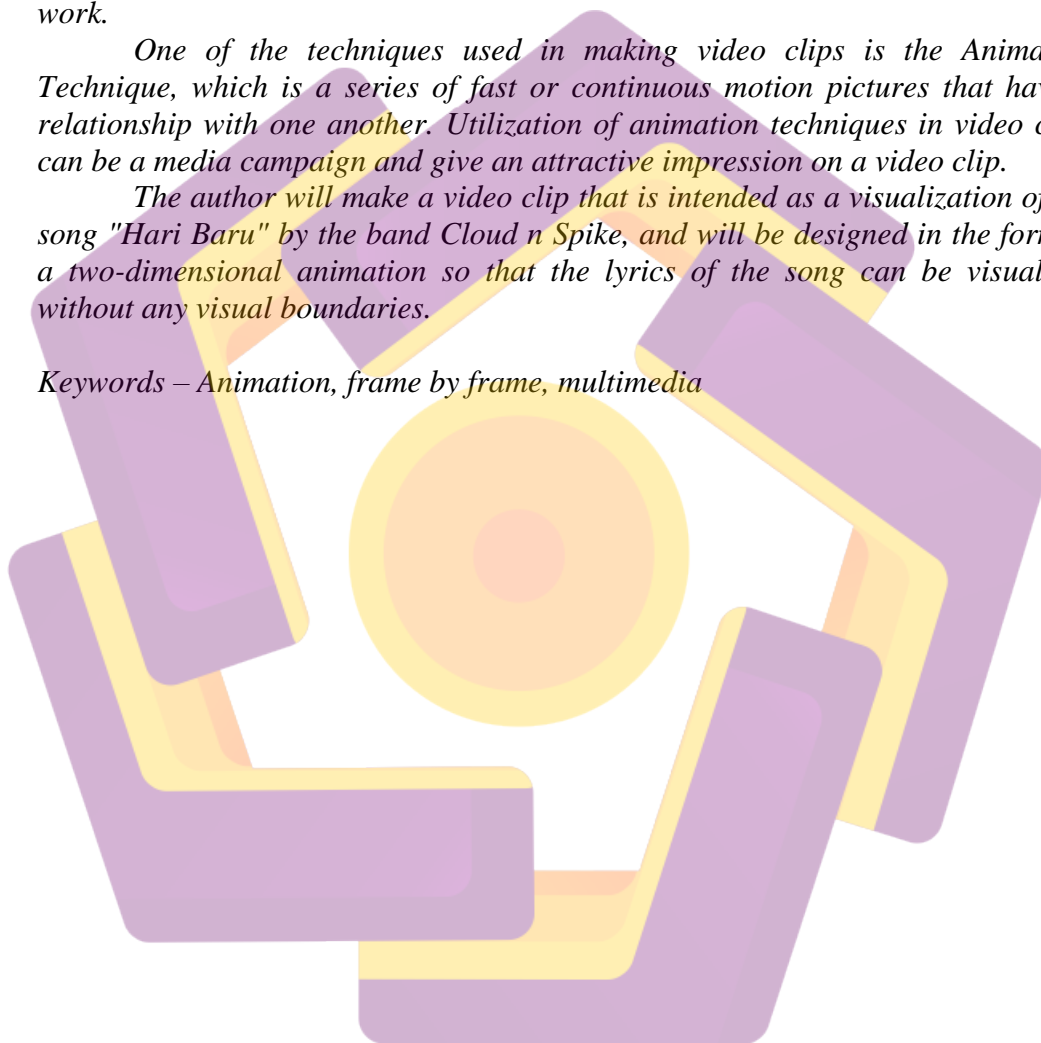 work.
One of the techniques used in making video clips is the
Technique, which is a series of fast or continuous motion pictures that
relationship with one another. Utilization of animation techniques in video
can be a media campaign and give an attractive impression on a video clip.
The author will make a video clip that is intended as a visualization of
song "Hari Baru" by the band Cloud n Spike, and will be designed in the
a two-dimensional animation so that the lyrics of the song can be
without any visual boundaries.
Keywords – Animation, frame by frame, multimedia